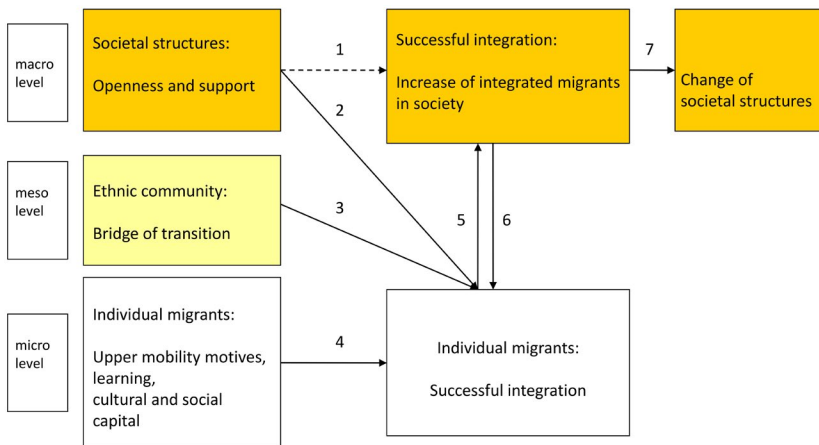 macro
level
Societal structures:
Openness and support
1
2
Successful integration:
Increase of integrated migrants
in society
7
Change of
societal structures
meso
level
Ethnic community:
Bridge of transition
3
5
6
micro
level
Individual migrants:
Upper mobility motives,
learning,
cultural and social
capital
4
Individual migrants:
Successful integration